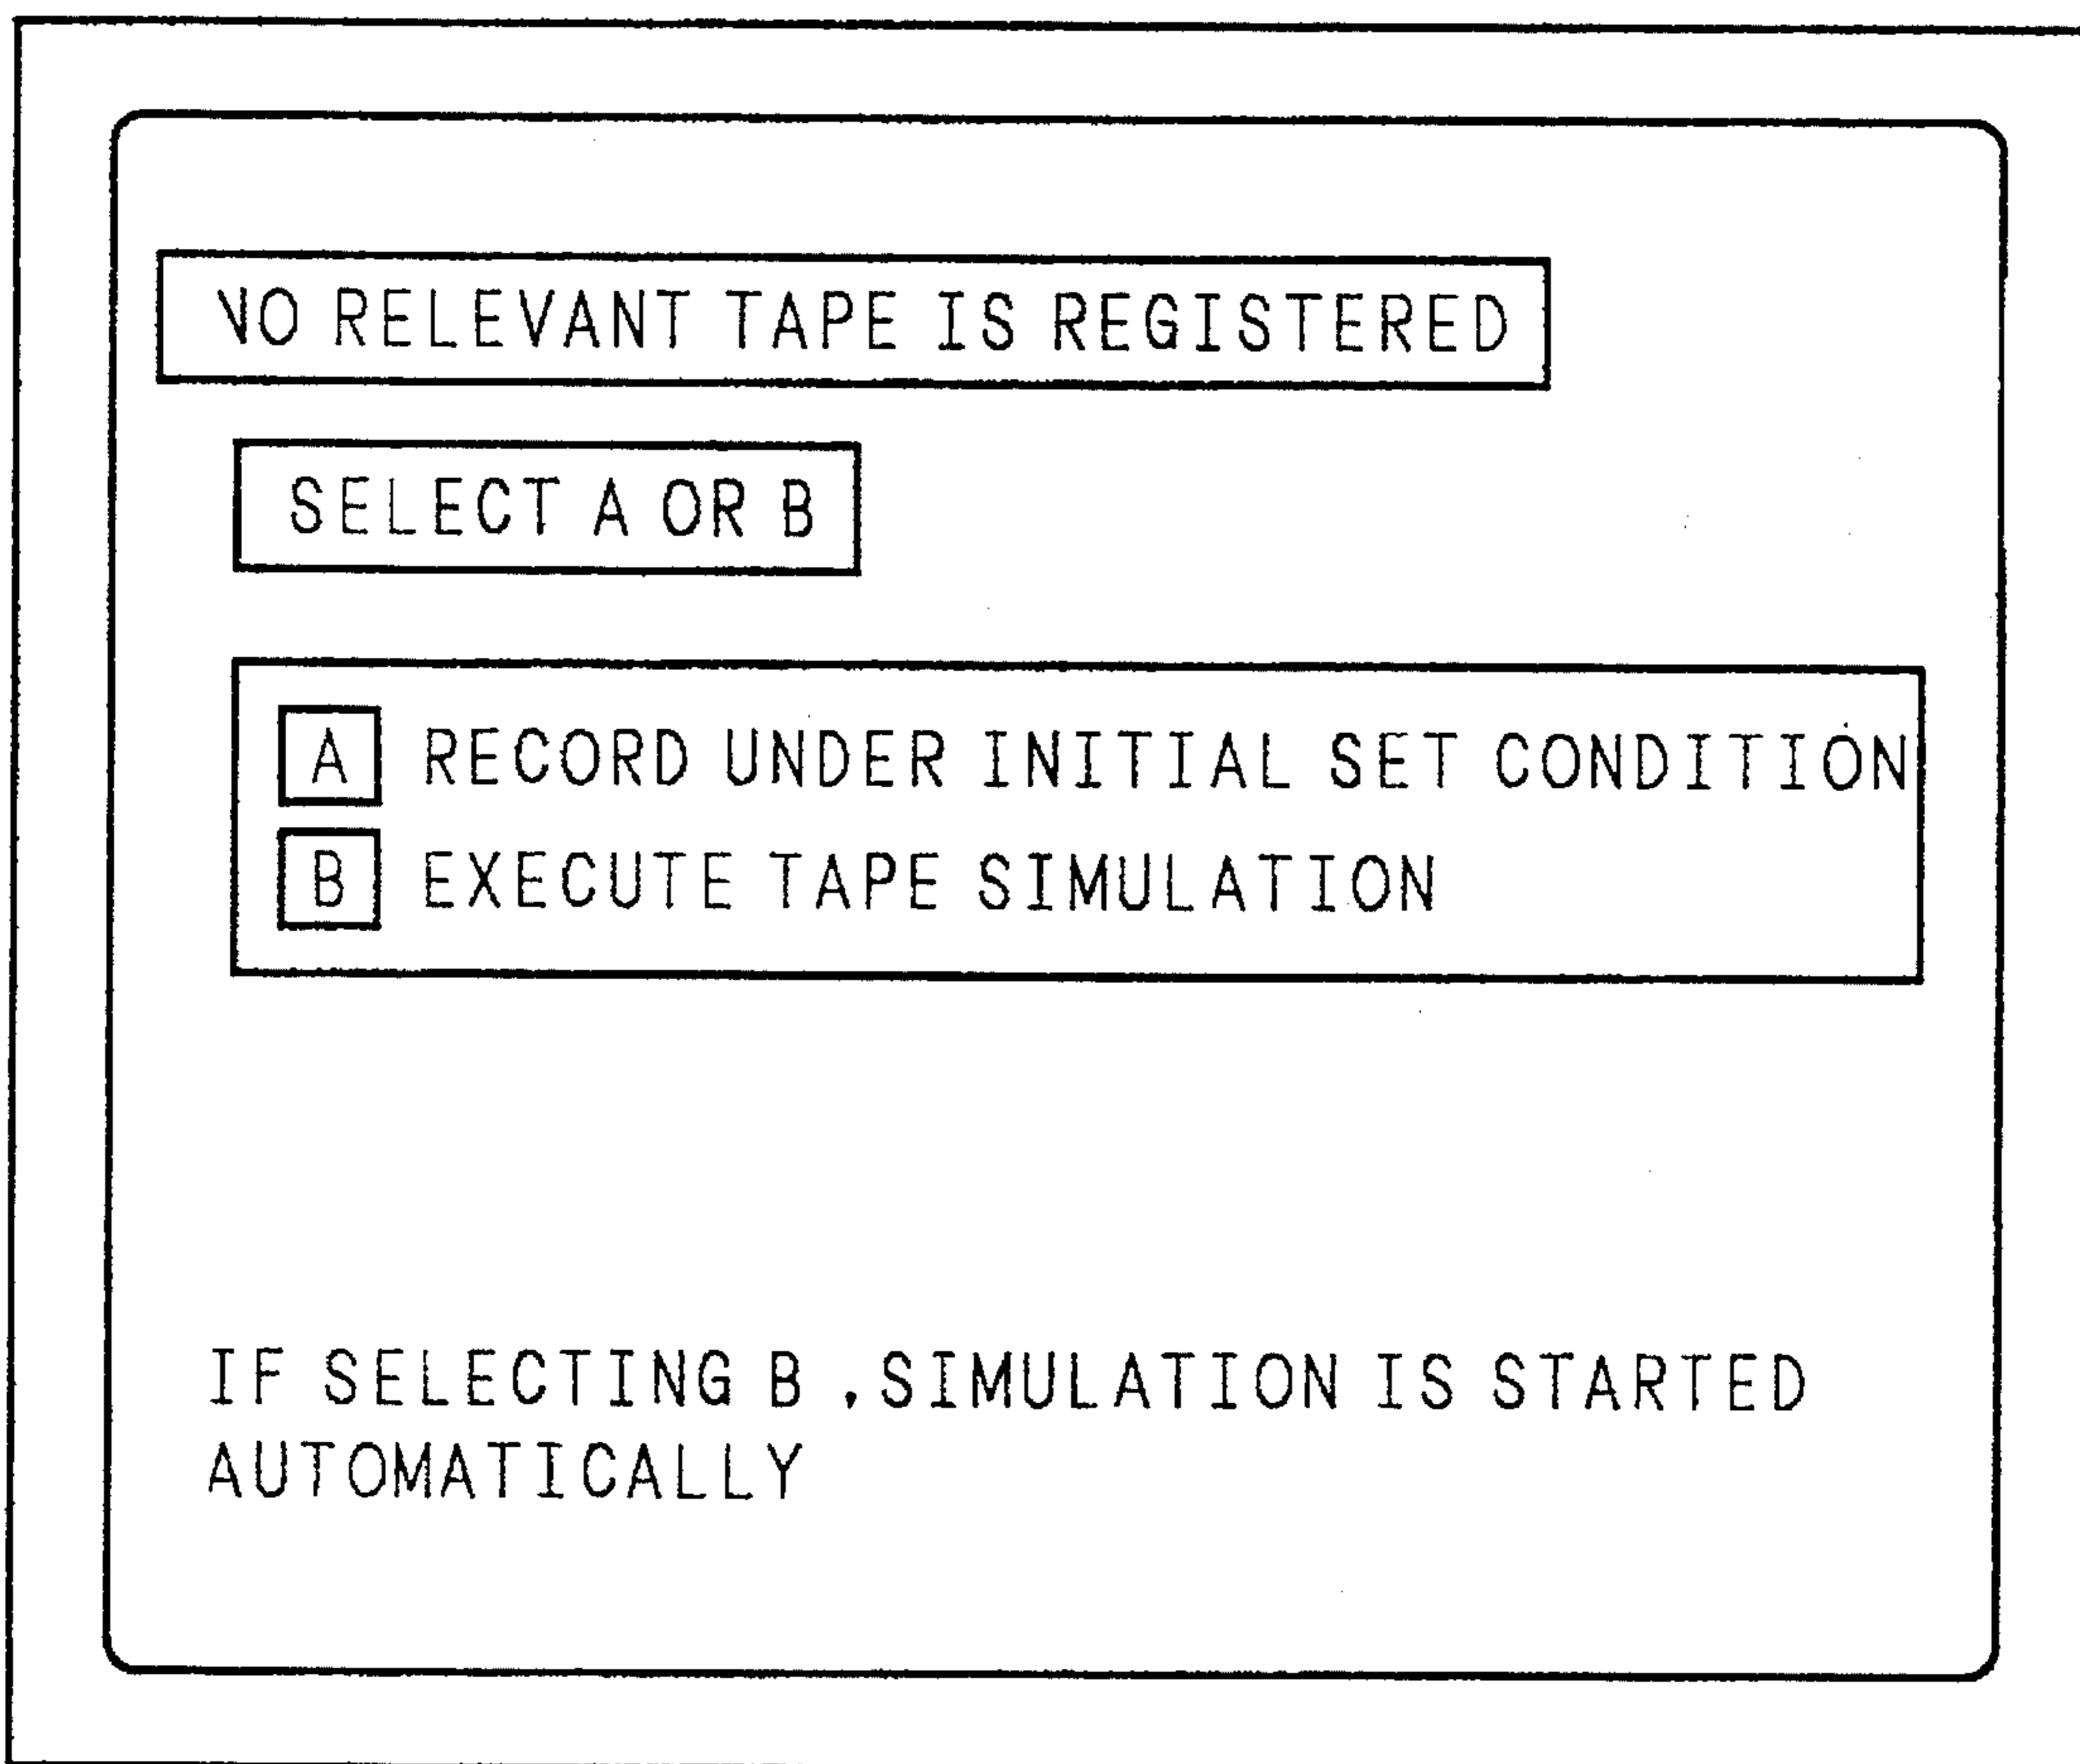 NO RELEVANT TAPE IS REGISTERED
SELECT A OR B
A RECORD UNDER INITIAL SET CONDITION
B EXECUTE TAPE SIMULATION
IF SELECTING B , SIMULATION IS STARTED
AUTOMATICALLY